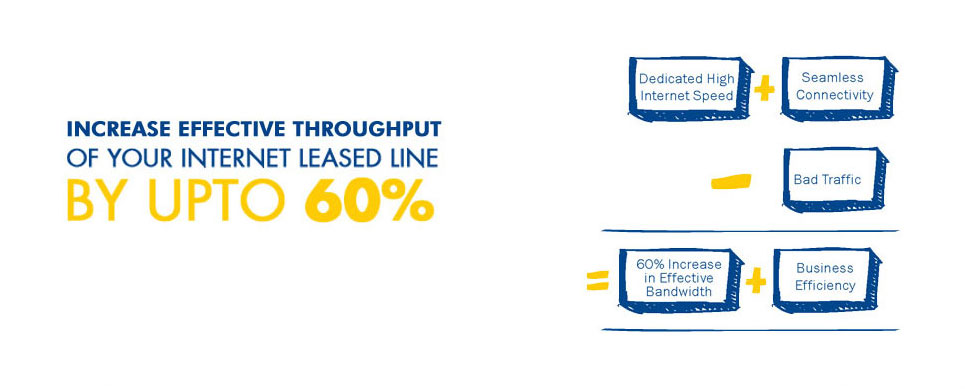 INCREASE EFFECTIVE THROUGHPUT
OF YOUR INTERNET LEASED LINE
BY UPTO 60%
Dedicated High
Internet Speed
+
Seamless
Connectivity
-
Bad Traffic
=
60% Increase
in Effective
Bandwidth
+
Business
Efficiency